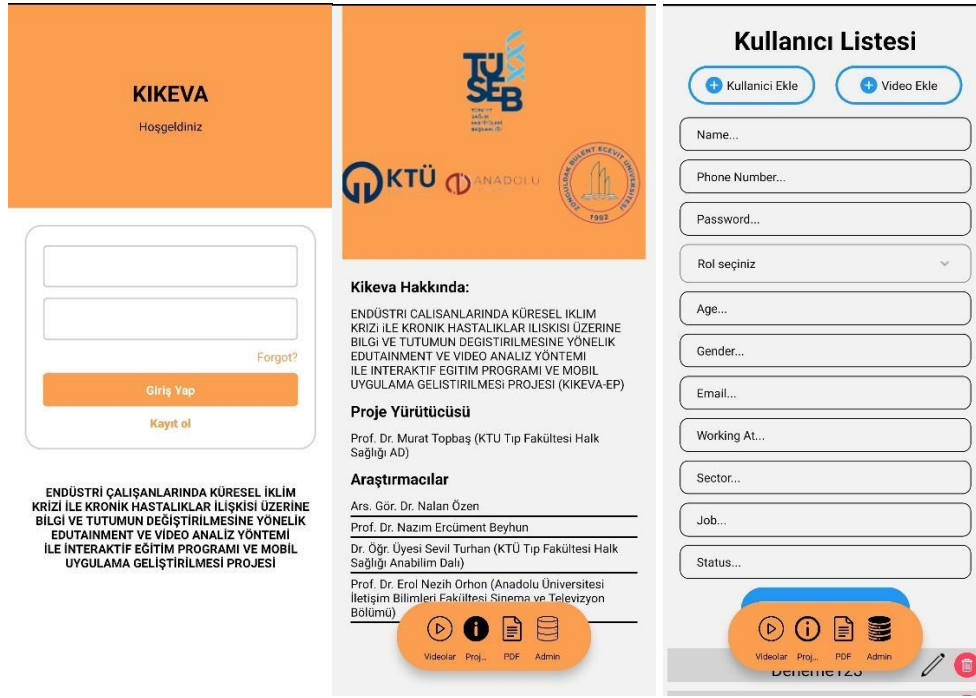 KIKEVA
Hoşgeldiniz
Forgot?
Giriş Yap
Kayıt ol
ENDÜSTRİ ÇALIŞANLARINDA KÜRESEL İKLİM
KRİZİ İLE KRONİK HASTALIKLAR İLİŞKİSİ ÜZERİNE
BİLGİ VE TUTUMUN DEĞİŞTİRİLMESİNE YÖNELİK
EDUTAINMENT VE VİDEO ANALİZ YÖNTEMİ
İLE İNTERAKTİF EĞİTİM PROGRAMI VE MOBİL
UYGULAMA GELİŞTİRİLMESİ PROJESİ
TÜSEB
KTÜ
ANADOLU
ZONGULDAK BULENT ECEVIT UNIVERSITESI
1992
Kikeva Hakkında:
ENDÜSTRI CALISANLARINDA KÜRESEL IKLIM
KRIZi iLE KRONIK HASTALIKLAR ILISKISI ÜZERINE
BILGi VE TUTUMUN DEGISTIRILMESINE YÖNELIK
EDUTAINMENT VE VIDEO ANALIZ YÖNTEMI
ILE INTERAKTIF EGITIM PROGRAMI VE MOBIL
UYGULAMA GELISTIRILMESi PROJESI (KIKEVA-EP)
Proje Yürütücüsü
Prof. Dr. Murat Topbaş (KTU Tıp Fakültesi Halk
Sağlığı AD)
Araştırmacılar
Ars. Gör. Dr. Nalan Özen
Prof. Dr. Nazım Ercüment Beyhun
Dr. Öğr. Üyesi Sevil Turhan (KTÜ Tıp Fakültesi Halk
Sağlığı Anabilim Dalı)
Prof. Dr. Erol Nezih Orhon (Anadolu Üniversitesi
İletişim Bilimleri Fakültesi Sinema ve Televizyon
Bölümü)
Videolar Proj... PDF Admin
Kullanıcı Listesi
Kullanici Ekle
Video Ekle
Name...
Phone Number...
Password...
Rol seçiniz
Age...
Gender...
Email...
Working At...
Sector...
Job...
Status...
Videolar Proj... PDF Admin
Deneme123